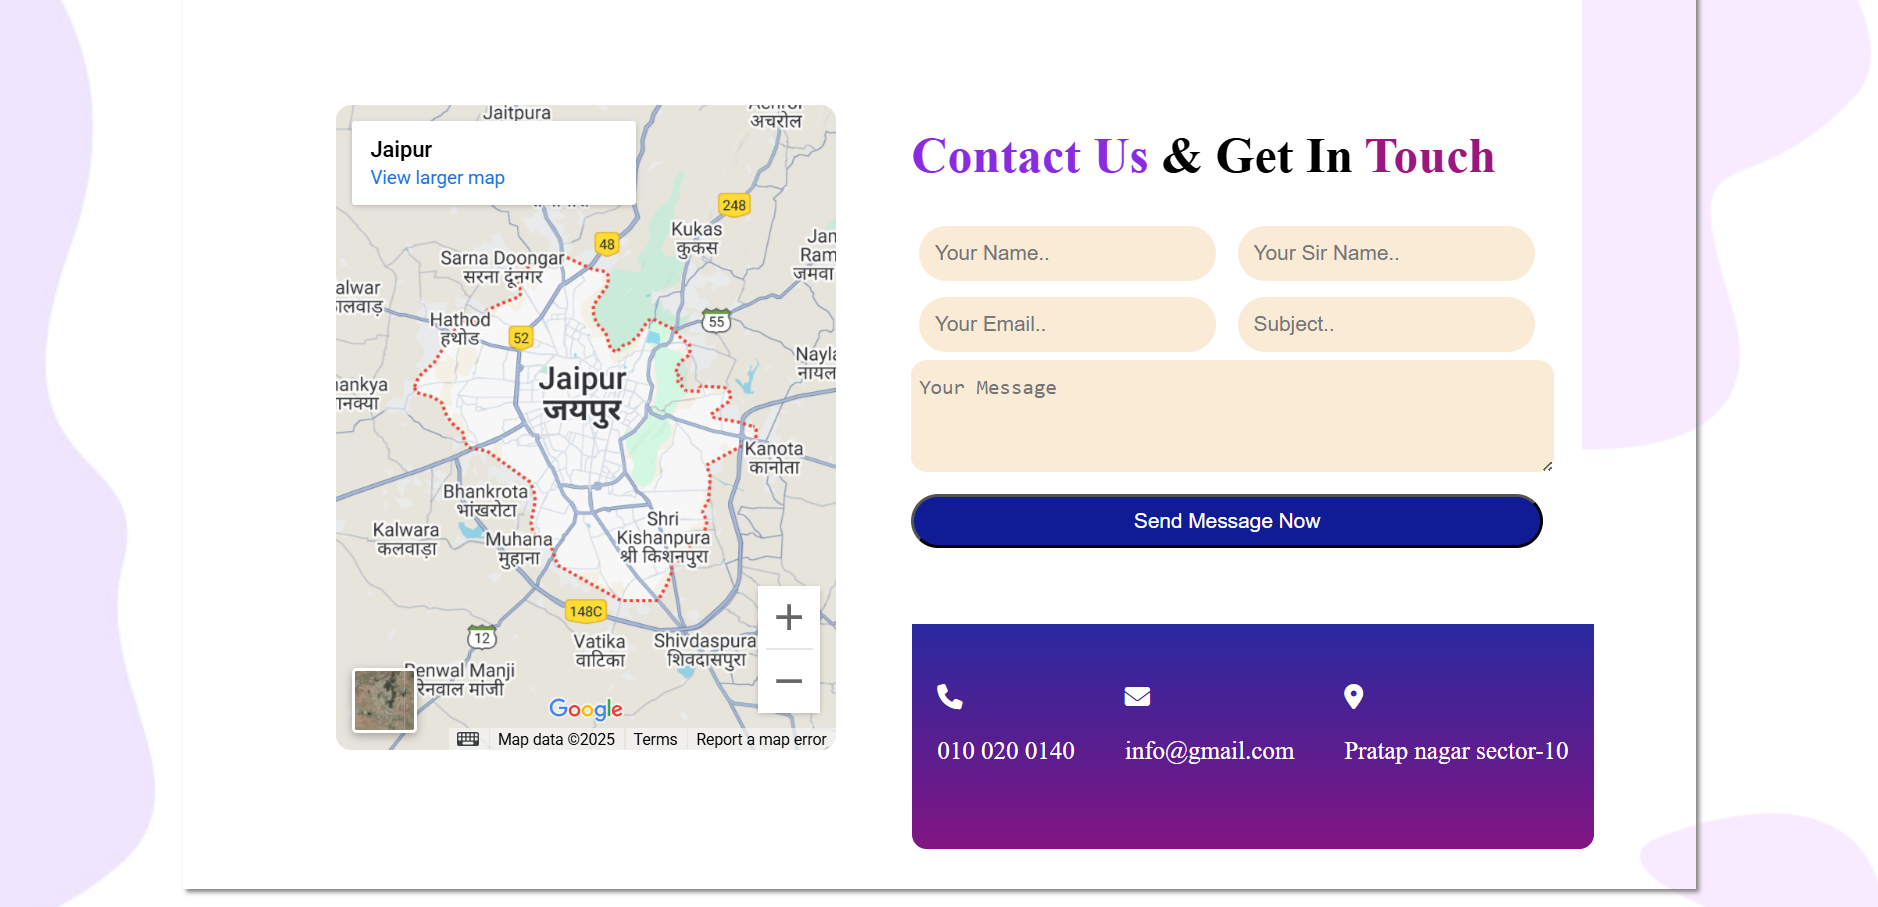 Jaitpura
अचरोल
Jaipur
View larger map
248
Kukas
कुकस
48
Jan
Ram
जमवा
Sarna Doongar
सरना दूंनगर
alwar
ालवाड़
55
Hathod
हथोड
52
Nayla
नायल
Jaipur
जयपुर
hankya
ानक्या
Kanota
कानोता
Bhankrota
भांखरोटा
Shri
Kishanpura
श्री किशनपुरा
Kalwara
कलवाड़ा
Muhana
मुहाना
148C
12
Vatika
वाटिका
Shivdaspura
शिवदासपुरा
Renwal Manji
रेनवाल मांजी
Google
Map data ©2025
Terms
Report a map error
Contact Us & Get In Touch
Your Name..
Your Sir Name..
Your Email..
Subject..
Your Message
Send Message Now
010 020 0140
info@gmail.com
Pratap nagar sector-10